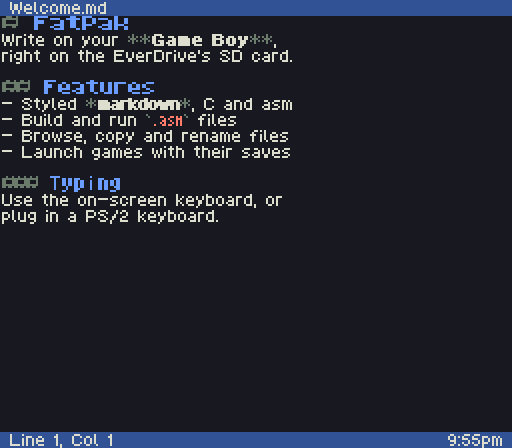 Welcome.md
# FatPak
Write on your **Game Boy**,
right on the EverDrive's SD card.
## Features
- Styled *markdown*, C and asm
- Build and run `.asm` files
- Browse, copy and rename files
- Launch games with their saves
### Typing
Use the on-screen keyboard, or
plug in a PS/2 keyboard.
Line 1, Col 1
9:55pm